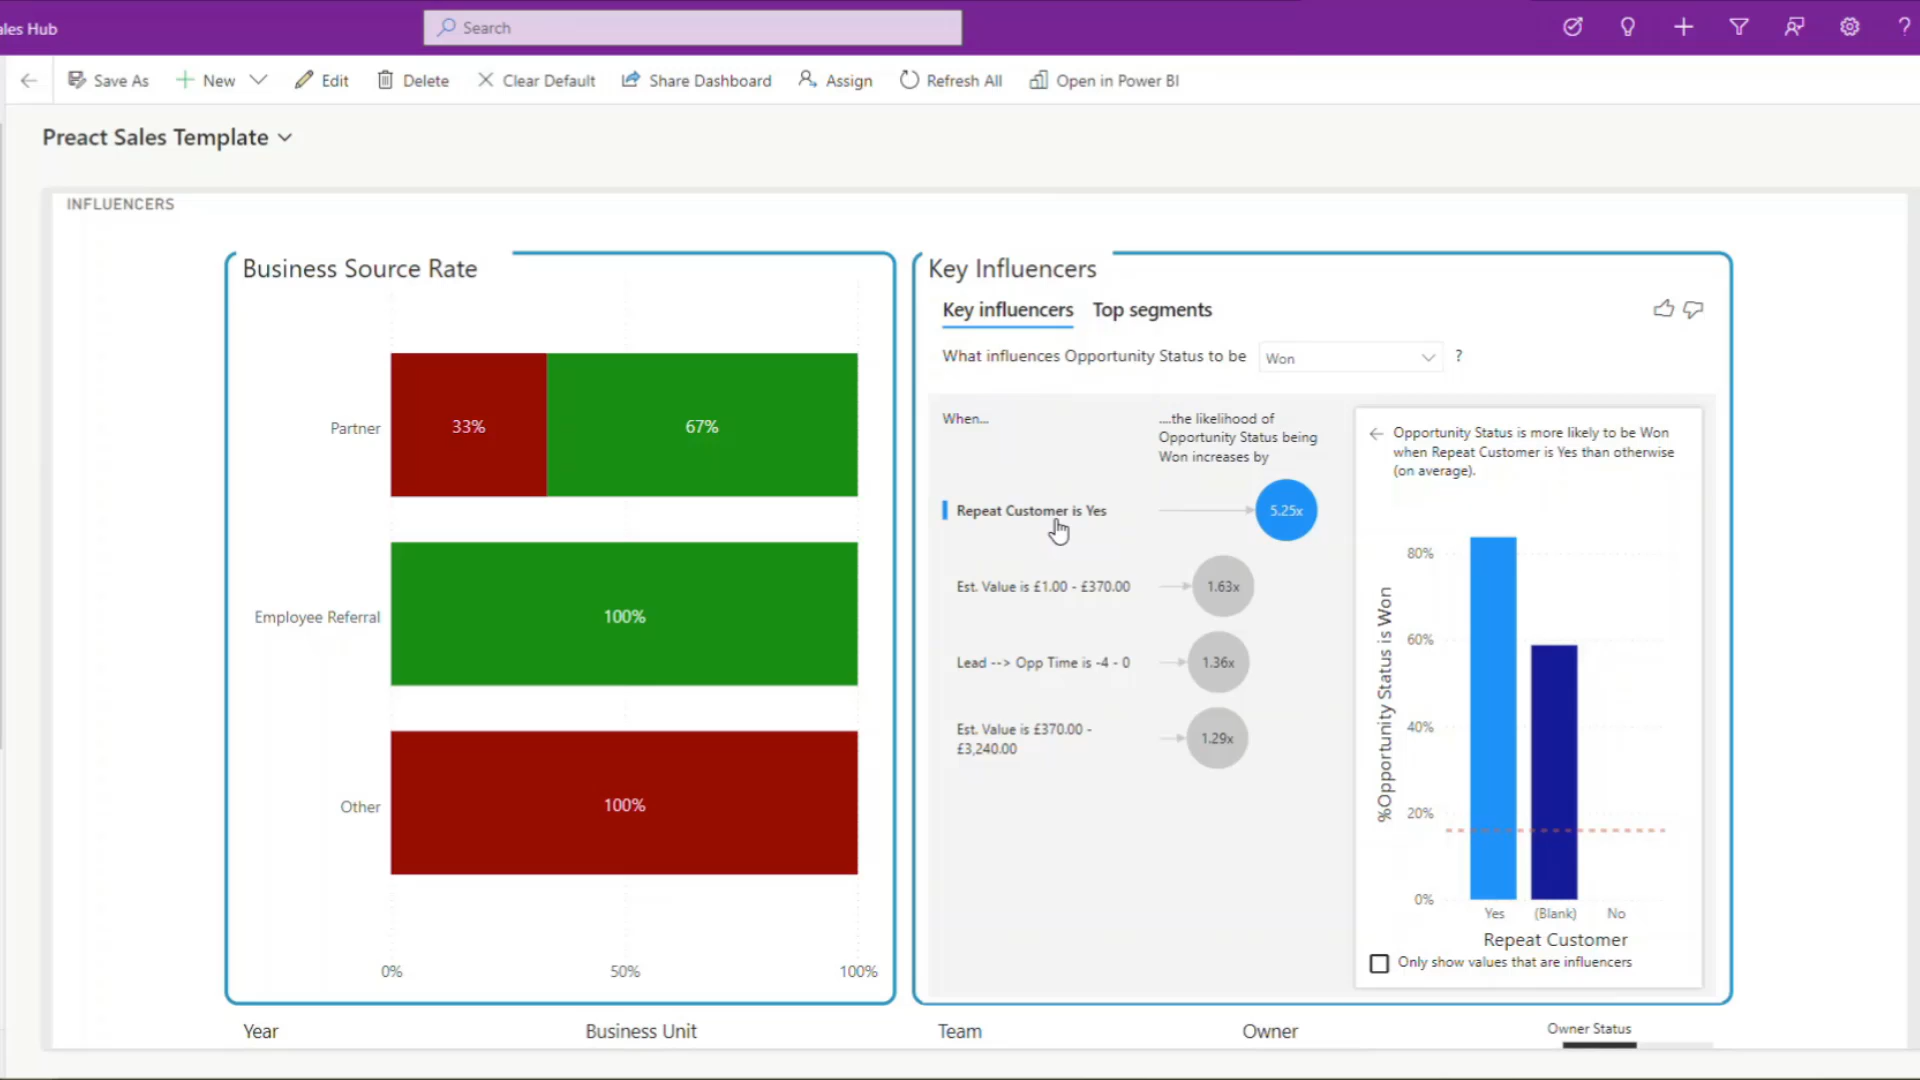 ales Hub
Search
Save As
New
Edit
Delete
Clear Default
Share Dashboard
Assign
Refresh All
Open in Power BI
Preact Sales Template
INFLUENCERS
Business Source Rate
Partner
33%
67%
Employee Referral
100%
Other
100%
0%
50%
100%
Key Influencers
Key influencers
Top segments
What influences Opportunity Status to be
Won
?
When...
....the likelihood of
Opportunity Status being
Won increases by
Repeat Customer is Yes
5.25x
Est. Value is £1.00 - £370.00
1.63x
Lead --> Opp Time is -4 - 0
1.36x
Est. Value is £370.00 -
£3,240.00
1.29x
Opportunity Status is more likely to be Won
when Repeat Customer is Yes than otherwise
(on average).
%Opportunity Status is Won
80%
60%
40%
20%
0%
Yes
(Blank)
No
Repeat Customer
Only show values that are influencers
Year
Business Unit
Team
Owner
Owner Status